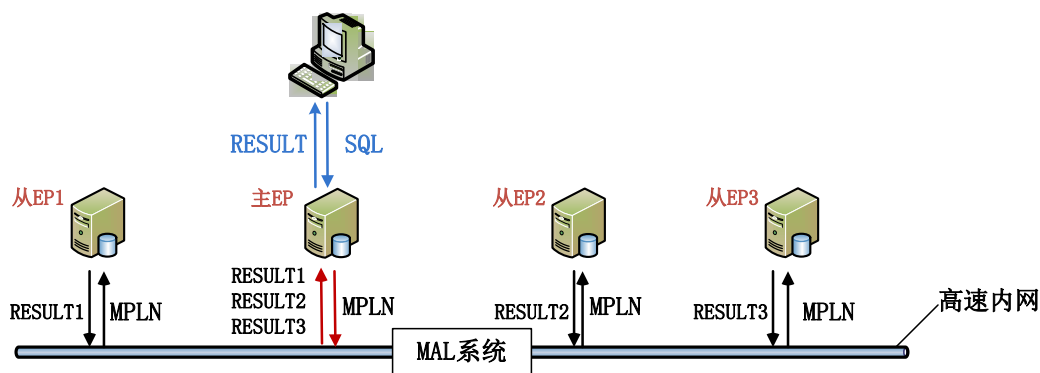 RESULT
SQL
从EP1
主EP
从EP2
从EP3
RESULT1
MPLN
RESULT1
RESULT2
RESULT3
MPLN
RESULT2
MPLN
RESULT3
MPLN
高速内网
MAL系统